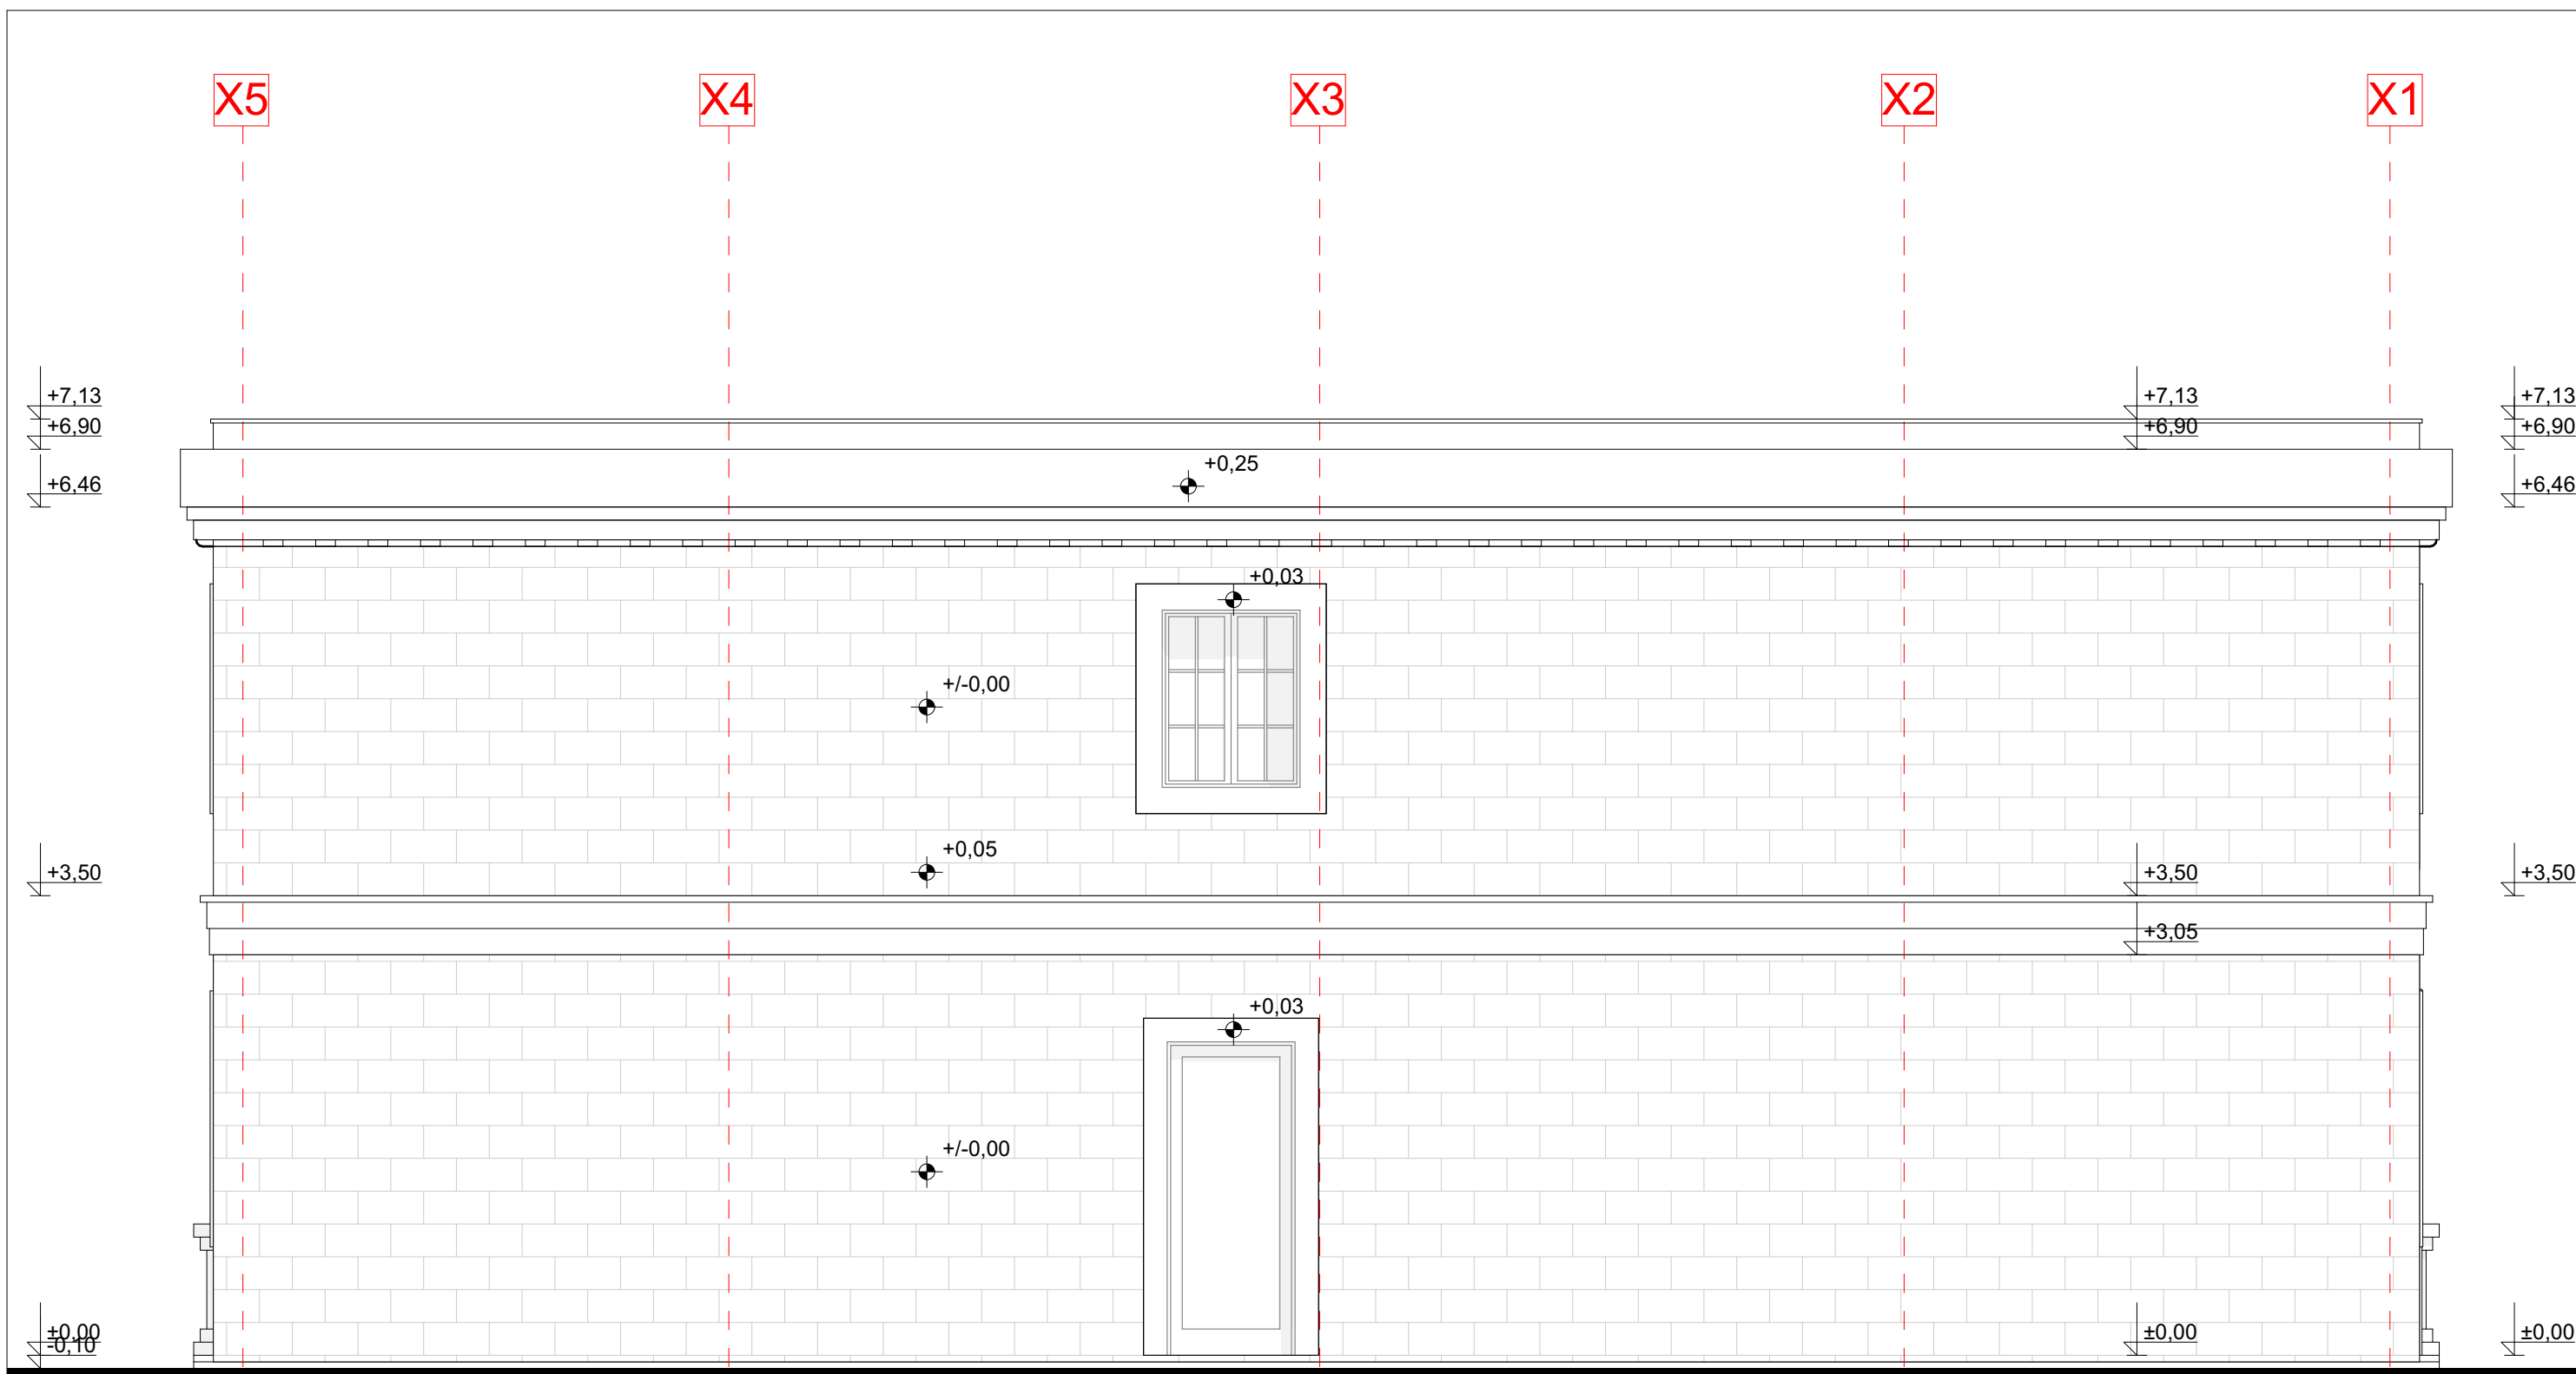 X5 X4 X3 X2 X1
+7,13 +7,13 +7,13
+6,90 +6,90 +6,90
+0,25
+6,46 +6,46
+0,03
+/-0,00
+0,05
+3,50 +3,50 +3,50
+3,05
+0,03
+/-0,00
±0,00 ±0,00 ±0,00
-0,10